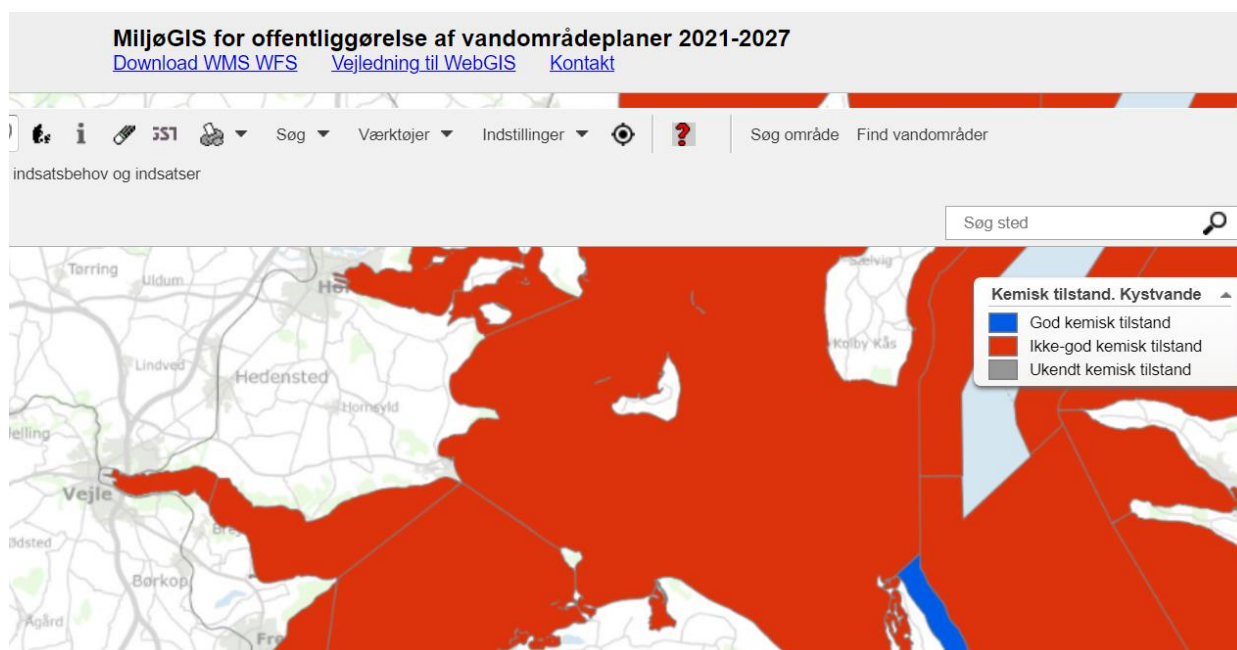 MiljøGIS for offentliggørelse af vandområdeplaner 2021-2027
Download WMS WFS Vejledning til WebGIS Kontakt
Søg Værktøjer Indstillinger ? Søg område Find vandområder
indsatsbehov og indsatser
Søg sted
Kemisk tilstand. Kystvande
God kemisk tilstand
Ikke-god kemisk tilstand
Ukendt kemisk tilstand
Tørring
Uldum
Kolby Kås
Lindved
Hedensted
Hornsyld
Vejle
Børkop
Ågård